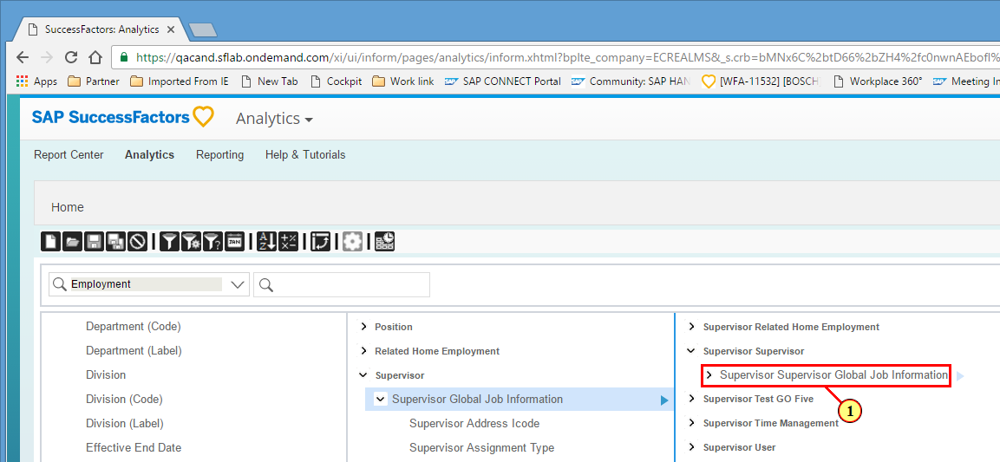 SuccessFactors: Analytics
https://qacand.sflab.ondemand.com/xi/ui/inform/pages/analytics/inform.xhtml?bplte_company=ECREALMS&_s.crb=bMNx6C%2btD66%2bZH4%2fc0nwnAEbofl%
Apps Partner Imported From IE New Tab Cockpit Work link SAP CONNECT Portal Community: SAP HAN [WFA-11532] [BOSCH] Workplace 360° Meeting In
SAP SuccessFactors Analytics
Report Center Analytics Reporting Help & Tutorials
Home
JAN A Z
Employment
Department (Code)
Department (Label)
Division
Division (Code)
Division (Label)
Effective End Date
Position
Related Home Employment
Supervisor
Supervisor Global Job Information
Supervisor Address Icode
Supervisor Assignment Type
Supervisor Related Home Employment
Supervisor Supervisor
Supervisor Supervisor Global Job Information
Supervisor Test GO Five
1
Supervisor Time Management
Supervisor User